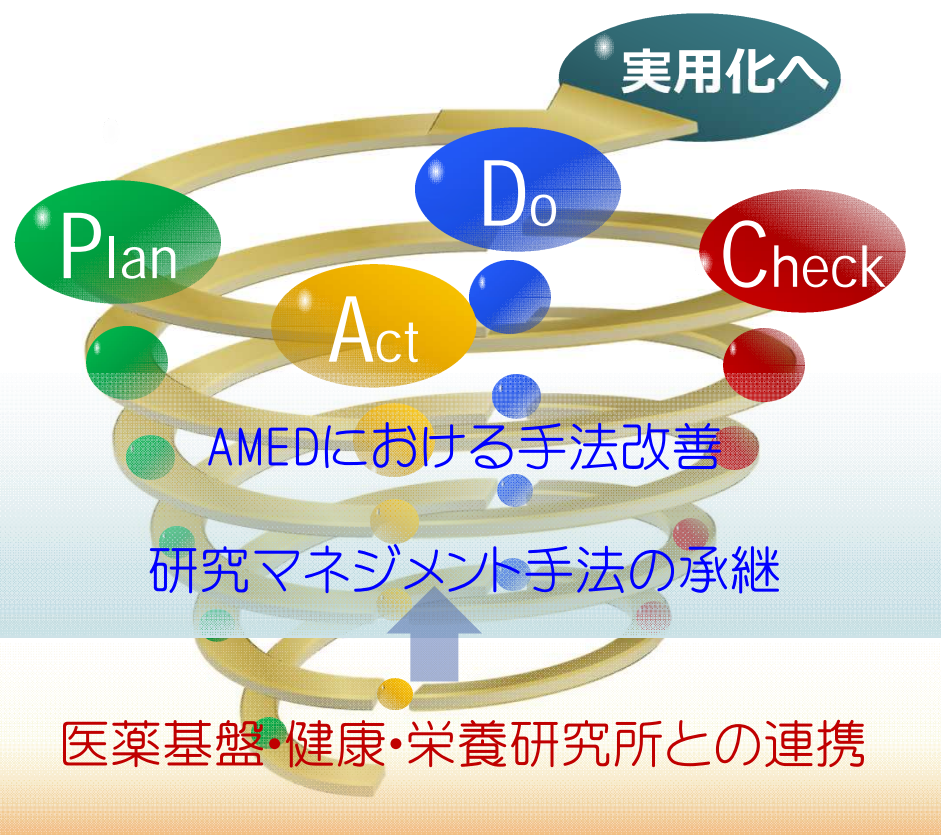 実用化へ
Plan
Do
Check
Act
AMEDにおける手法改善
研究マネジメント手法の承継
医薬基盤・健康・栄養研究所との連携